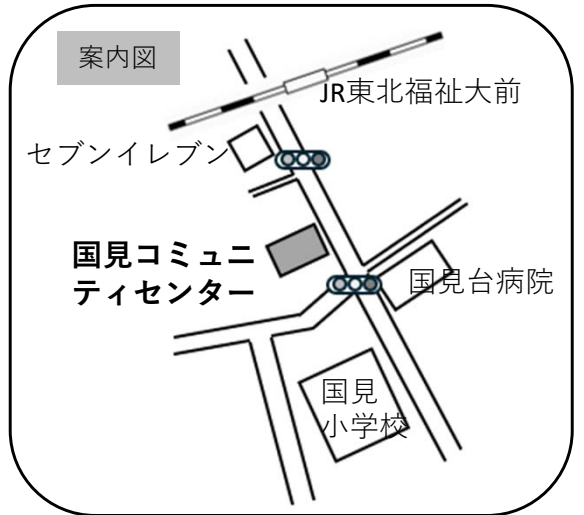 案内図
JR東北福祉大前
セブンイレブン
国見コミュニ
ティセンター
国見台病院
国見
小学校